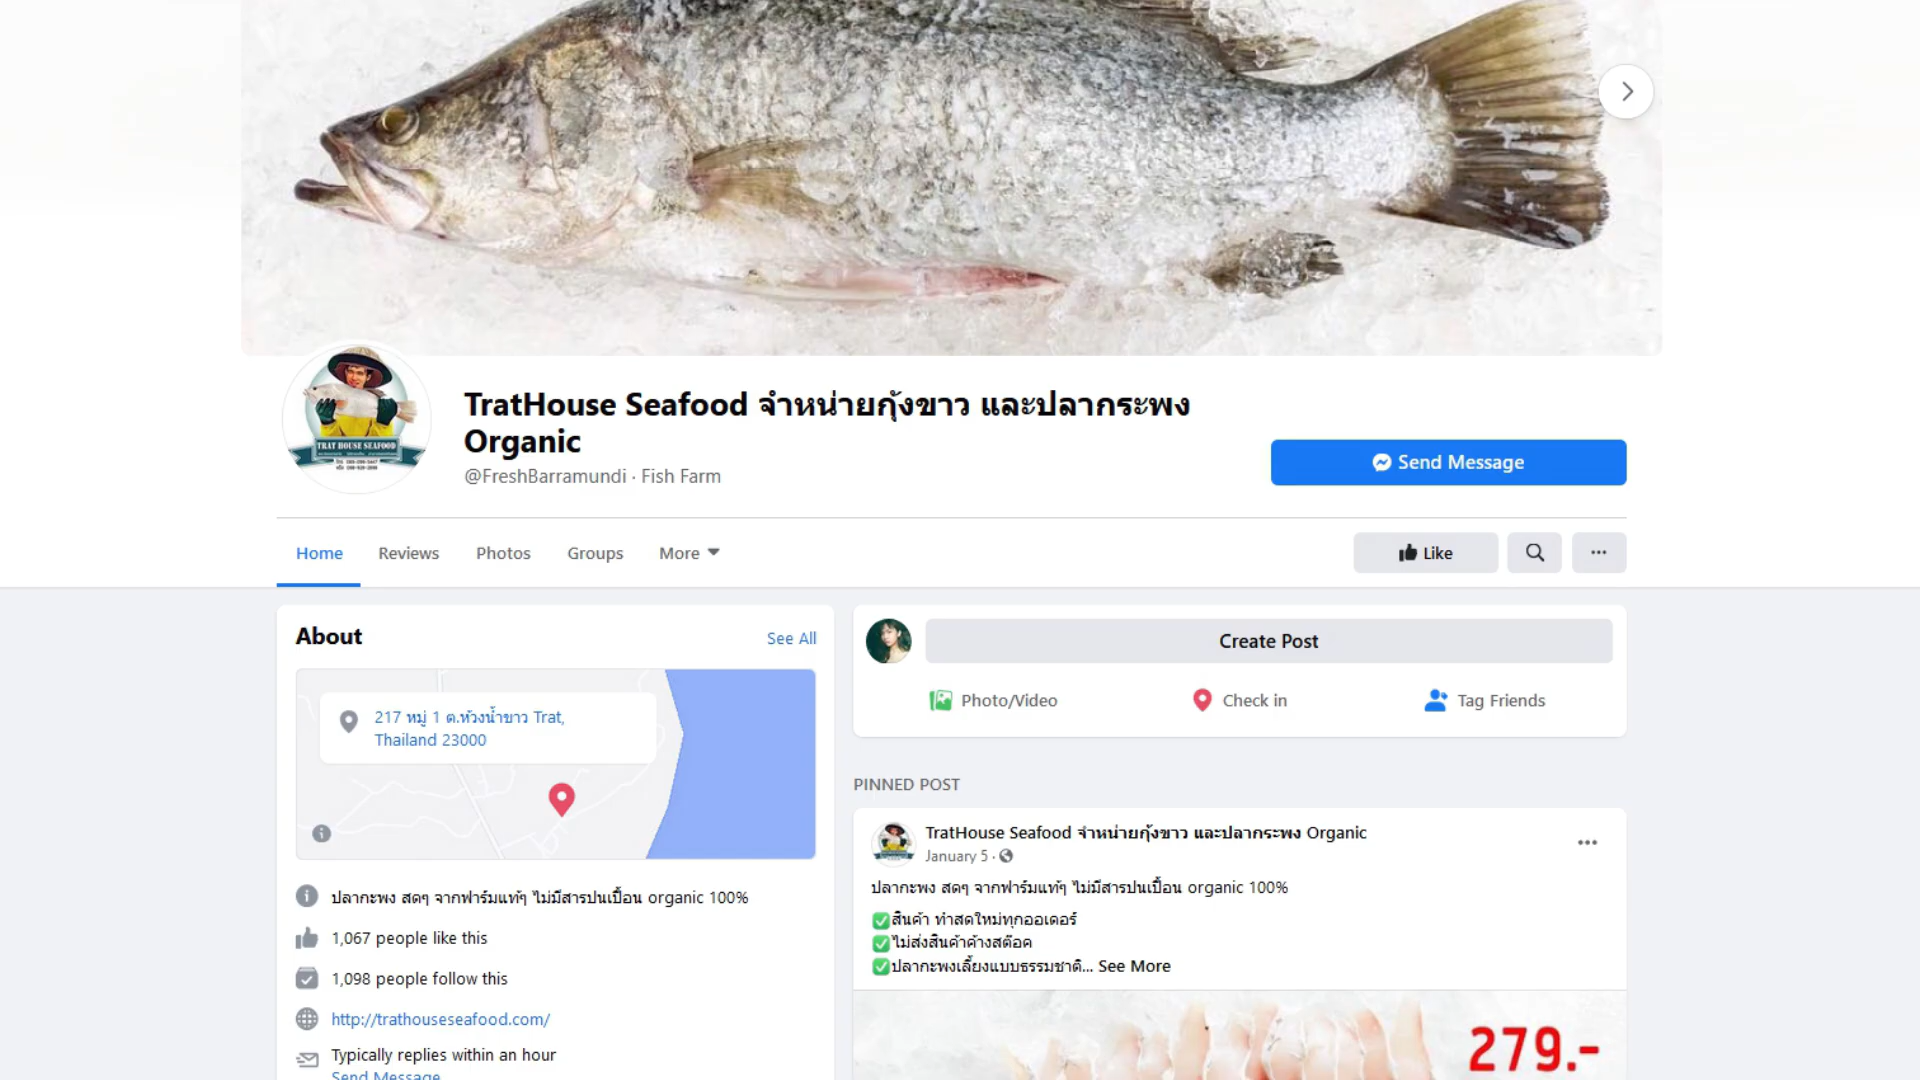 TRAT HOUSE SEAFOOD
TratHouse Seafood จำหน่ายกุ้งขาว และปลากระพง
Organic
@FreshBarramundi · Fish Farm
Send Message
Home
Reviews
Photos
Groups
More
Like
About
See All
217 หมู่ 1 ต.ห้วงน้ำขาว Trat,
Thailand 23000
ปลากะพง สดๆ จากฟาร์มแท้ๆ ไม่มีสารปนเปื้อน organic 100%
1,067 people like this
1,098 people follow this
http://trathouseseafood.com/
Typically replies within an hour
Send Message
Create Post
Photo/Video
Check in
Tag Friends
PINNED POST
TratHouse Seafood จำหน่ายกุ้งขาว และปลากระพง Organic
January 5 ·
ปลากะพง สดๆ จากฟาร์มแท้ๆ ไม่มีสารปนเปื้อน organic 100%
✅สินค้า ทำสดใหม่ทุกออเดอร์
✅ไม่ส่งสินค้าค้างสต๊อค
✅ปลากะพงเลี้ยงแบบธรรมชาติ... See More
279.-